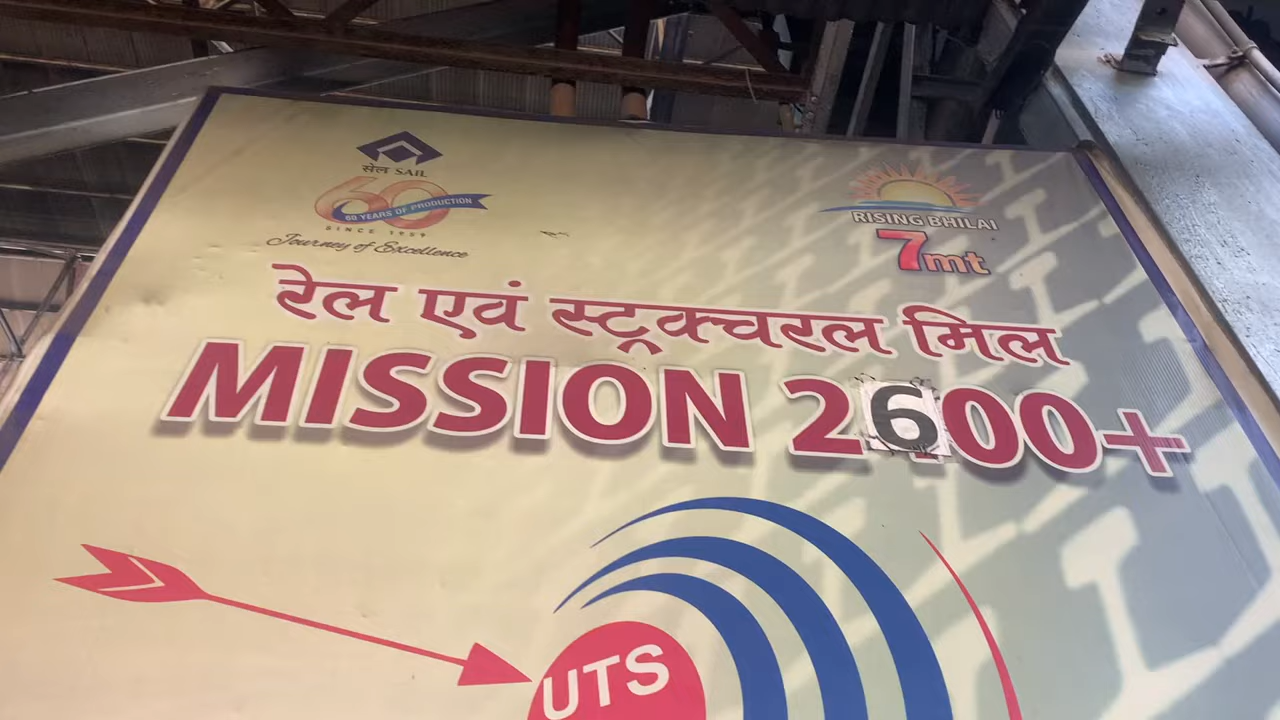 सेल SAIL
60
60 YEARS OF PRODUCTION
SINCE 1959
Journey of Excellence
RISING BHILAI
7mt
रेल एवं स्ट्रक्चरल मिल
MISSION 2600+
UTS